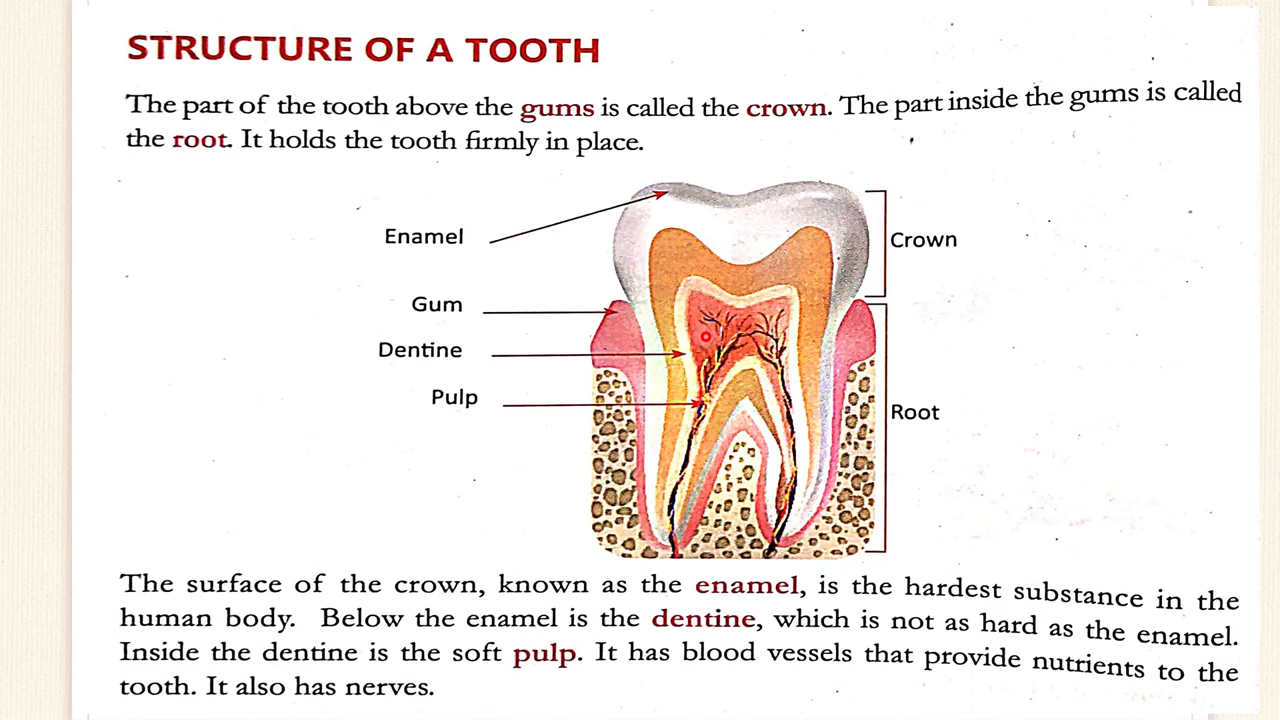 STRUCTURE OF A TOOTH
The part of the tooth above the gums is called the crown. The part inside the gums is called
the root. It holds the tooth firmly in place.
Enamel
Crown
Gum
Dentine
Pulp
Root
The surface of the crown, known as the enamel, is the hardest substance in the
human body. Below the enamel is the dentine, which is not as hard as the enamel.
Inside the dentine is the soft pulp. It has blood vessels that provide nutrients to the
tooth. It also has nerves.